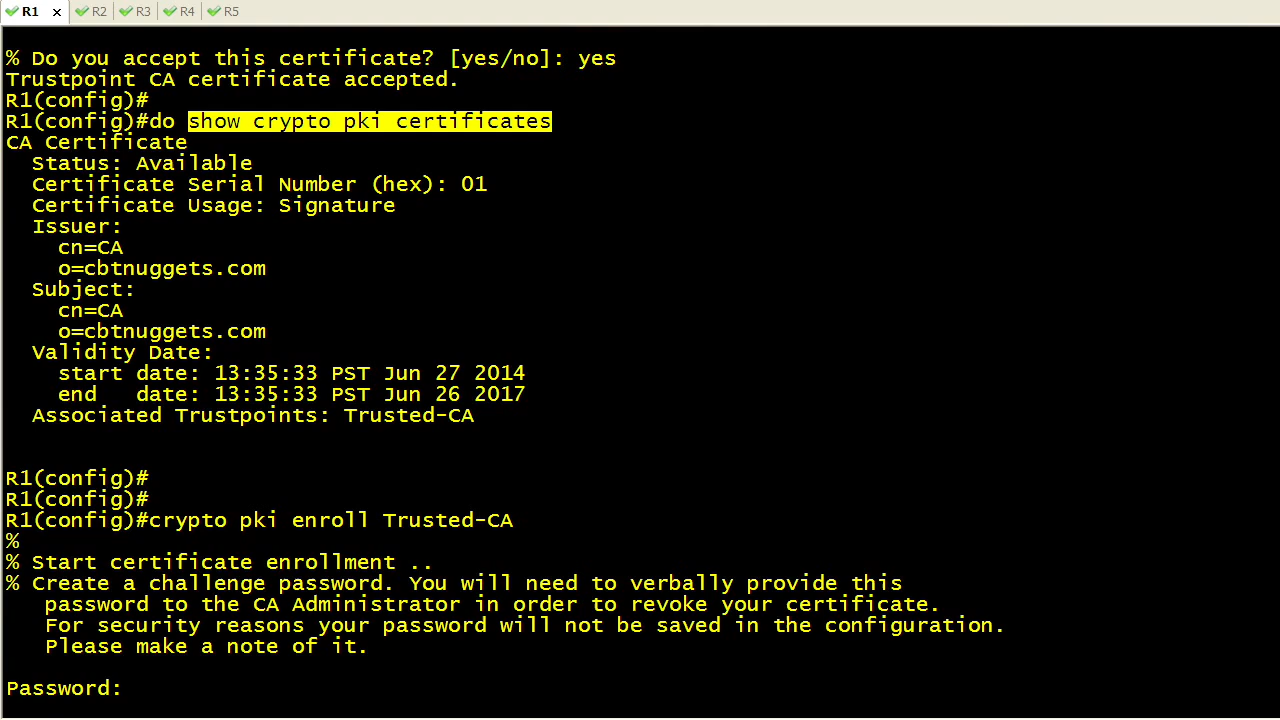 R1 × R2 R3 R4 R5
% Do you accept this certificate? [yes/no]: yes
Trustpoint CA certificate accepted.
R1(config)#
R1(config)#do show crypto pki certificates
CA Certificate
  Status: Available
  Certificate Serial Number (hex): 01
  Certificate Usage: Signature
  Issuer:
    cn=CA
    o=cbtnuggets.com
  Subject:
    cn=CA
    o=cbtnuggets.com
  Validity Date:
    start date: 13:35:33 PST Jun 27 2014
    end   date: 13:35:33 PST Jun 26 2017
  Associated Trustpoints: Trusted-CA
R1(config)#
R1(config)#
R1(config)#crypto pki enroll Trusted-CA
%
% Start certificate enrollment ..
% Create a challenge password. You will need to verbally provide this
   password to the CA Administrator in order to revoke your certificate.
   For security reasons your password will not be saved in the configuration.
   Please make a note of it.
Password: